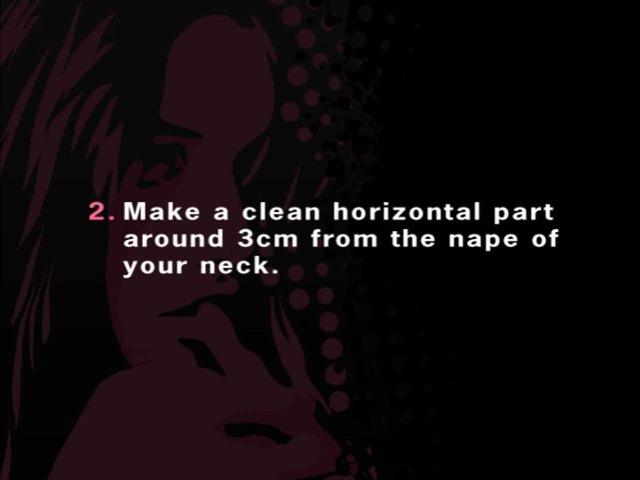 2. Make a clean horizontal part
around 3cm from the nape of
your neck.